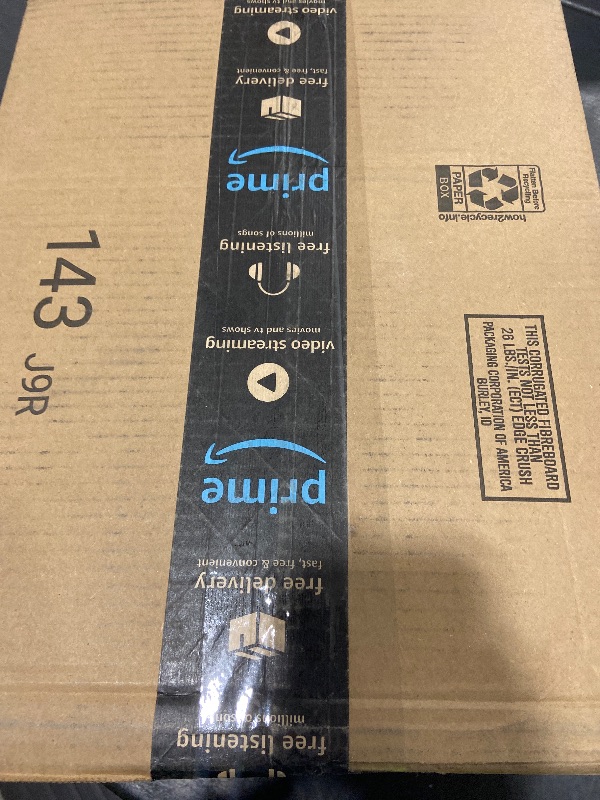 video streaming
movies and tv shows
free delivery
fast, free & convenient
prime
free listening
millions of songs
video streaming
movies and tv shows
prime
free delivery
fast, free & convenient
free listening
millions of songs
143 J9R
Flatten Before
Recycling
PAPER
BOX
how2recycle.info
THIS CORRUGATED FIBREBOARD
TESTS NOT LESS THAN
26 LBS./IN. (ECT) EDGE CRUSH
PACKAGING CORPORATION OF AMERICA
BURLEY, ID